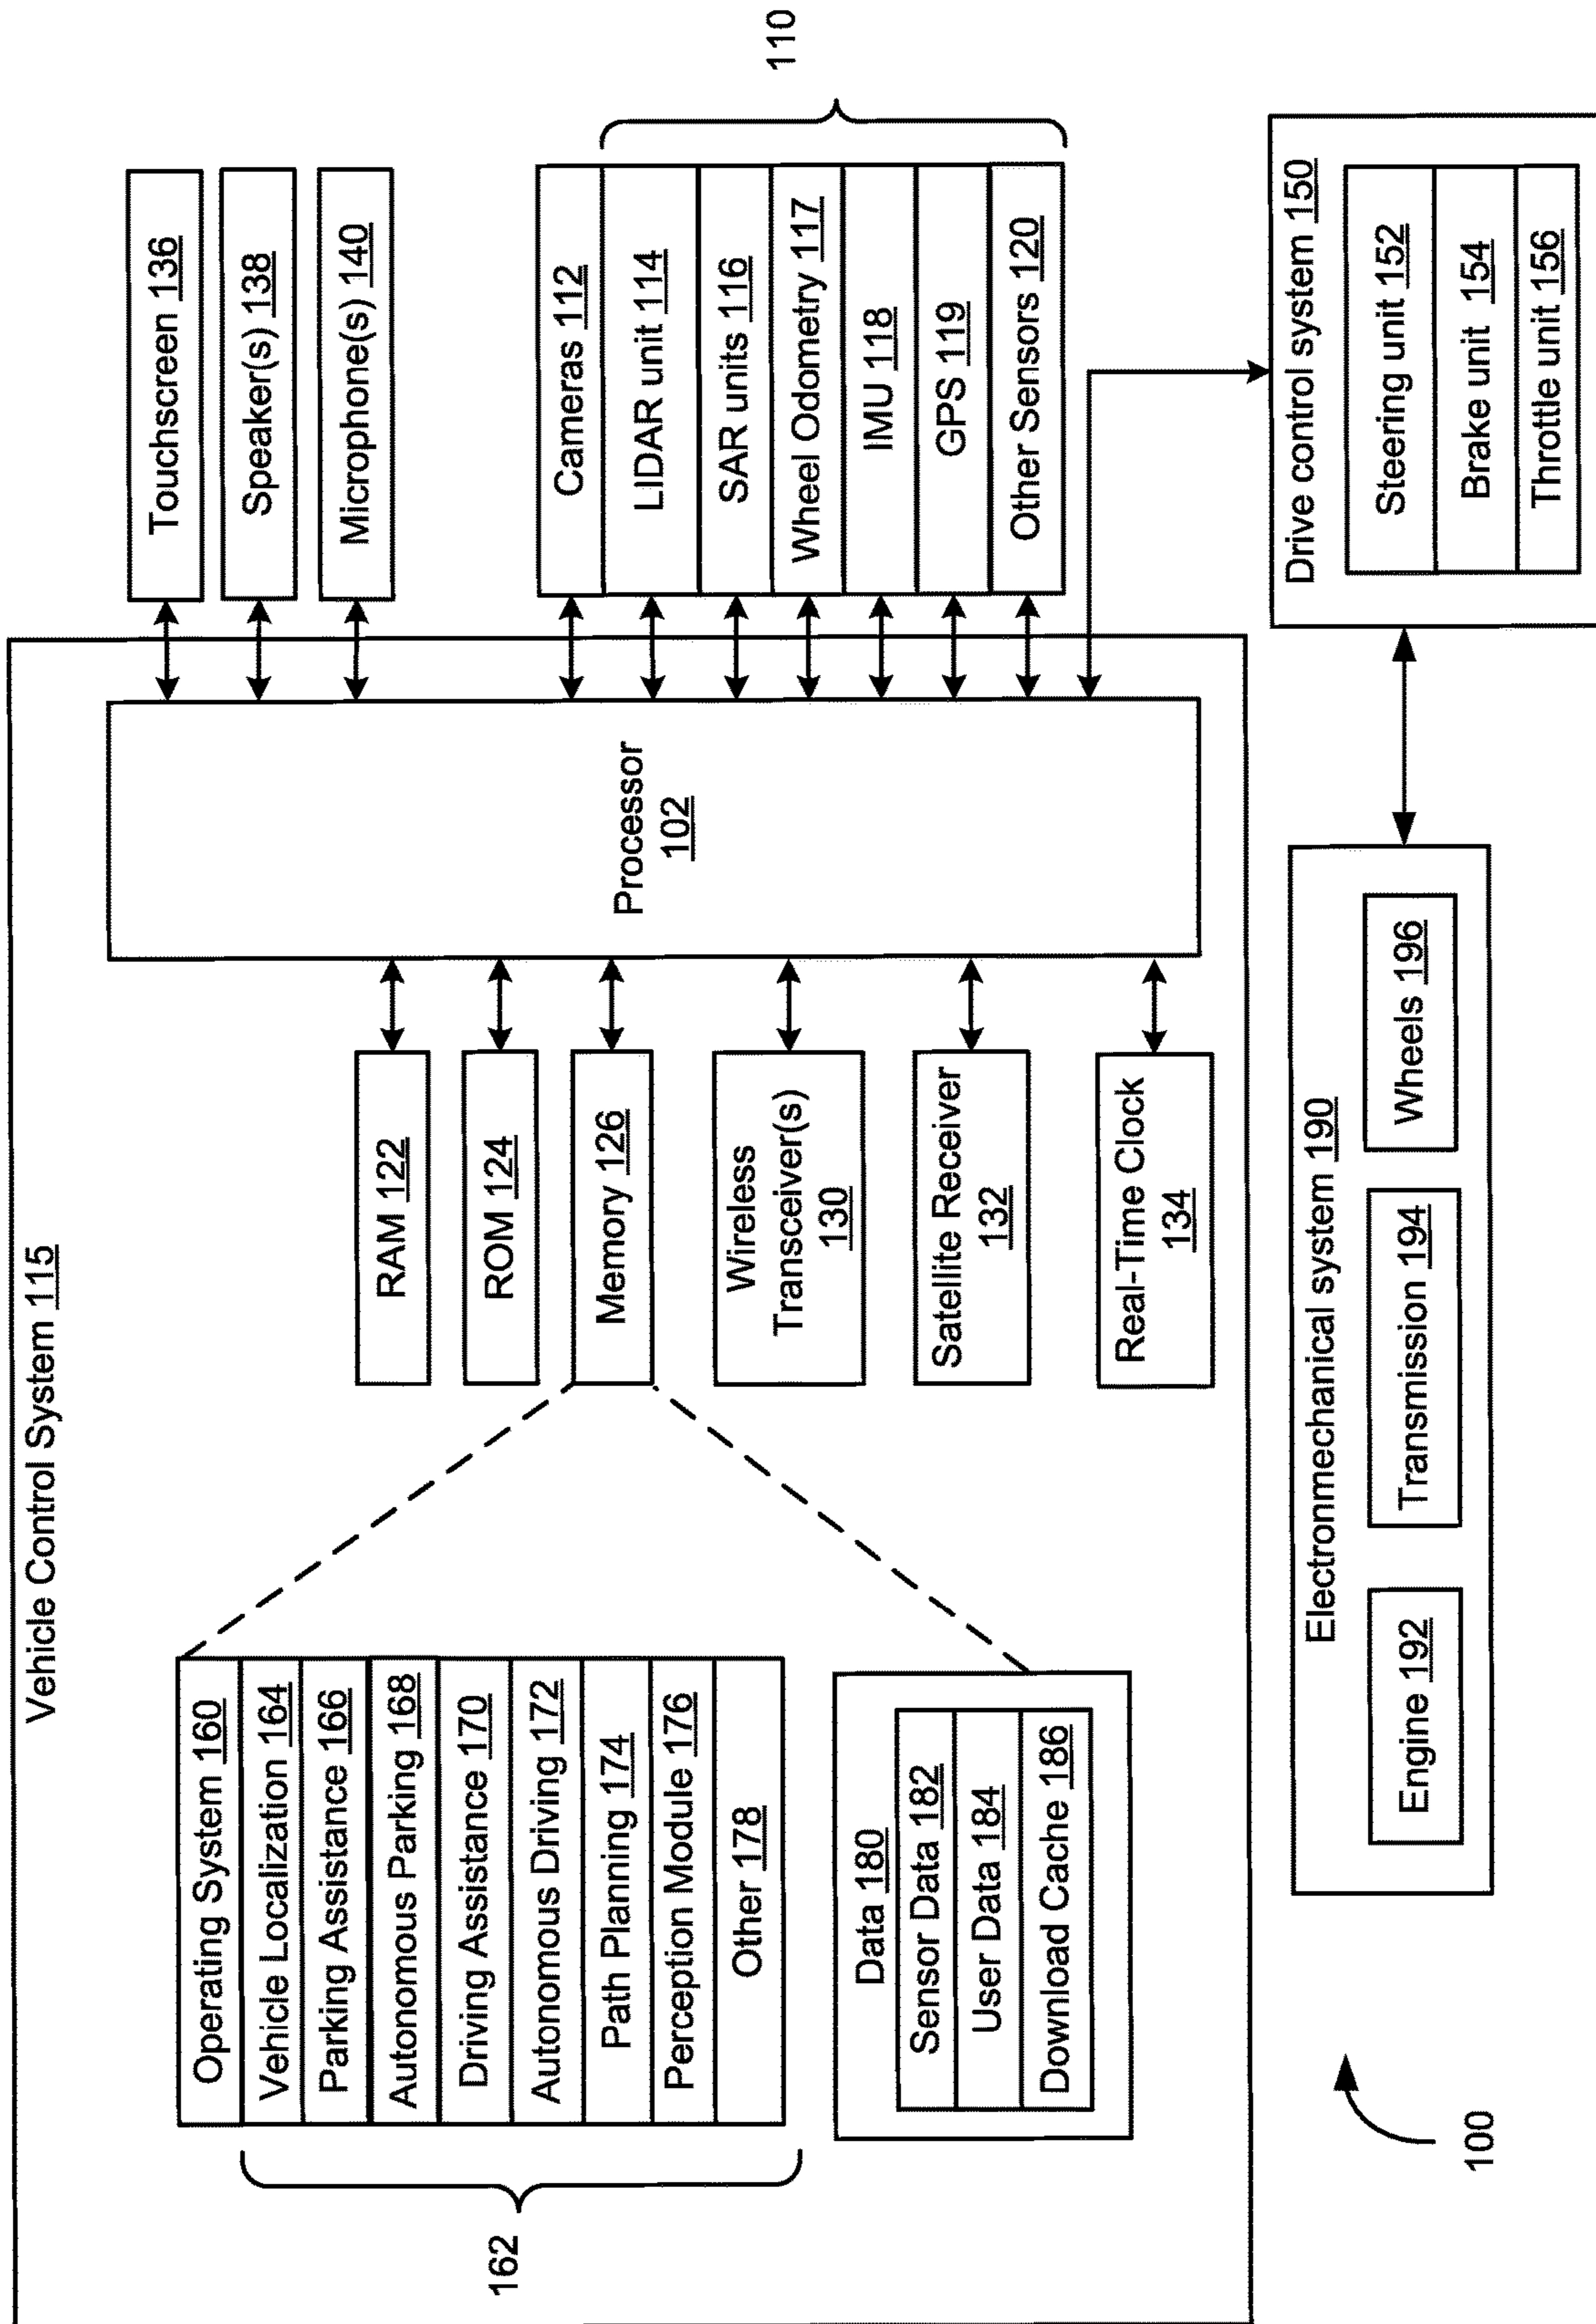 Vehicle Control System 115
Operating System 160
Vehicle Localization 164
Parking Assistance 166
Autonomous Parking 168
Driving Assistance 170
Autonomous Driving 172
Path Planning 174
Perception Module 176
Other 178
162
Data 180
Sensor Data 182
User Data 184
Download Cache 186
RAM 122
ROM 124
Memory 126
Wireless
Transceiver(s)
130
Satellite Receiver
132
Real-Time Clock
134
Processor
102
Touchscreen 136
Speaker(s) 138
Microphone(s) 140
Cameras 112
LIDAR unit 114
SAR units 116
Wheel Odometry 117
IMU 118
GPS 119
Other Sensors 120
110
Electronmechanical system 190
Engine 192
Transmission 194
Wheels 196
Drive control system 150
Steering unit 152
Brake unit 154
Throttle unit 156
100